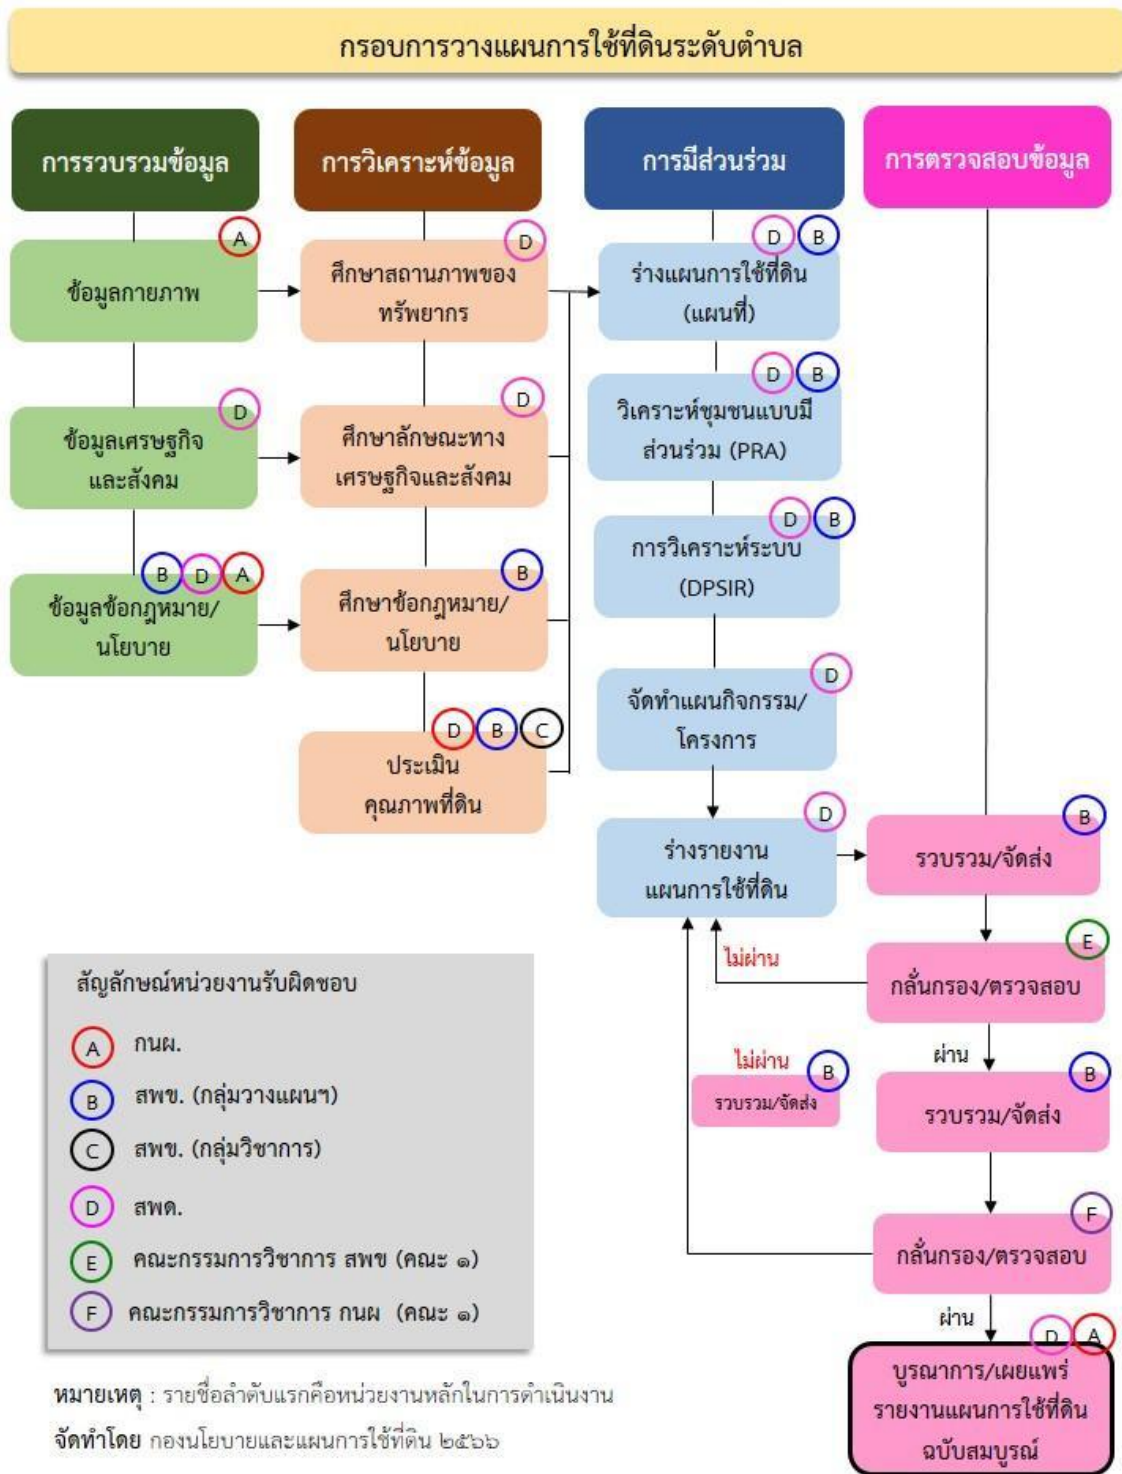 กรอบการวางแผนการใช้ที่ดินระดับตำบล
การรวบรวมข้อมูล
การวิเคราะห์ข้อมูล
การมีส่วนร่วม
การตรวจสอบข้อมูล
A
ข้อมูลกายภาพ
D
ข้อมูลเศรษฐกิจ
และสังคม
B D A
ข้อมูลข้อกฎหมาย/
นโยบาย
D
ศึกษาสถานภาพของ
ทรัพยากร
D
ศึกษาลักษณะทาง
เศรษฐกิจและสังคม
B
ศึกษาข้อกฎหมาย/
นโยบาย
D B C
ประเมิน
คุณภาพที่ดิน
D B
ร่างแผนการใช้ที่ดิน
(แผนที่)
D B
วิเคราะห์ชุมชนแบบมี
ส่วนร่วม (PRA)
D B
การวิเคราะห์ระบบ
(DPSIR)
D
จัดทำแผนกิจกรรม/
โครงการ
D
ร่างรายงาน
แผนการใช้ที่ดิน
B
รวบรวม/จัดส่ง
E
กลั่นกรอง/ตรวจสอบ
ไม่ผ่าน
ผ่าน
B
รวบรวม/จัดส่ง
ไม่ผ่าน
B
รวบรวม/จัดส่ง
F
กลั่นกรอง/ตรวจสอบ
ผ่าน
D A
บูรณาการ/เผยแพร่
รายงานแผนการใช้ที่ดิน
ฉบับสมบูรณ์
สัญลักษณ์หน่วยงานรับผิดชอบ
A กนผ.
B สพข. (กลุ่มวางแผนฯ)
C สพข. (กลุ่มวิชาการ)
D สพด.
E คณะกรรมการวิชาการ สพข (คณะ ๑)
F คณะกรรมการวิชาการ กนผ (คณะ ๑)
หมายเหตุ : รายชื่อลำดับแรกคือหน่วยงานหลักในการดำเนินงาน
จัดทำโดย กองนโยบายและแผนการใช้ที่ดิน ๒๕๖๖